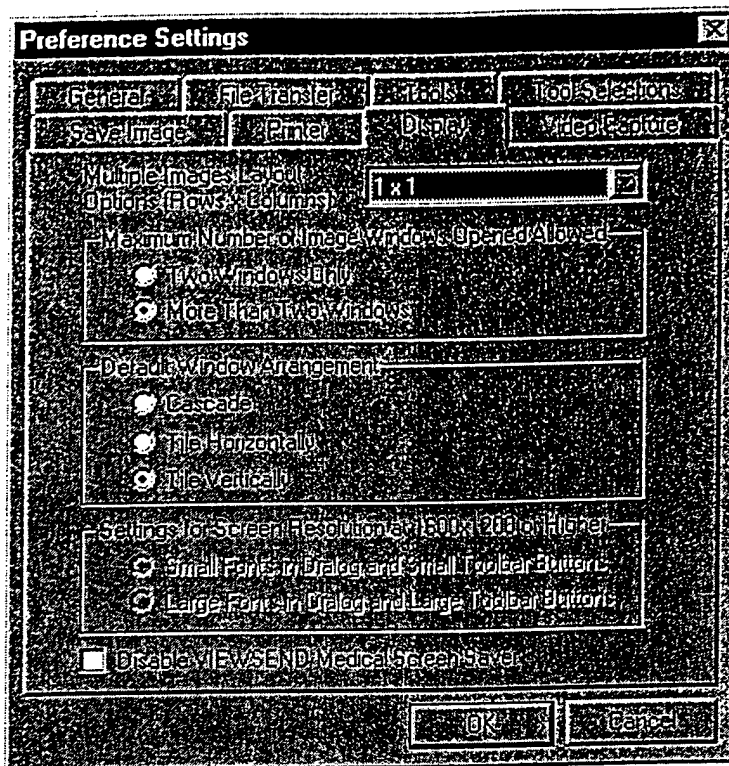 Preference Settings
General File Transfer Tools Tool Selections
Save Image Printer Display Video Capture
Multiple Images Layout
Options (Rows x Columns)
1 x 1
Maximum Number of Image Windows Opened Allowed
Two Windows Only
More Than Two Windows
Default Window Arrangement
Cascade
Tile Horizontally
Tile Vertically
Settings for Screen Resolution at 1600x1200 or Higher
Small Fonts in Dialog and Small Toolbar Buttons
Large Fonts in Dialog and Large Toolbar Buttons
Disable VIEWSEND Medical Screen Saver
OK Cancel